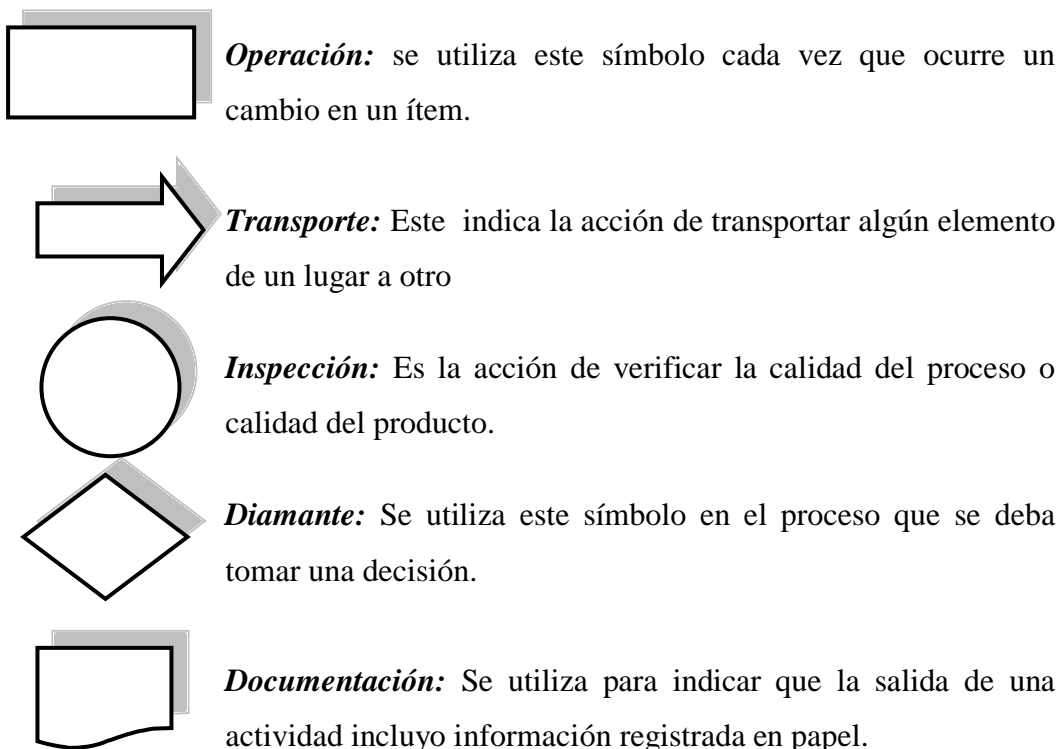 Operación: se utiliza este símbolo cada vez que ocurre un
cambio en un ítem.
Transporte: Este indica la acción de transportar algún elemento
de un lugar a otro
Inspección: Es la acción de verificar la calidad del proceso o
calidad del producto.
Diamante: Se utiliza este símbolo en el proceso que se deba
tomar una decisión.
Documentación: Se utiliza para indicar que la salida de una
actividad incluyo información registrada en papel.